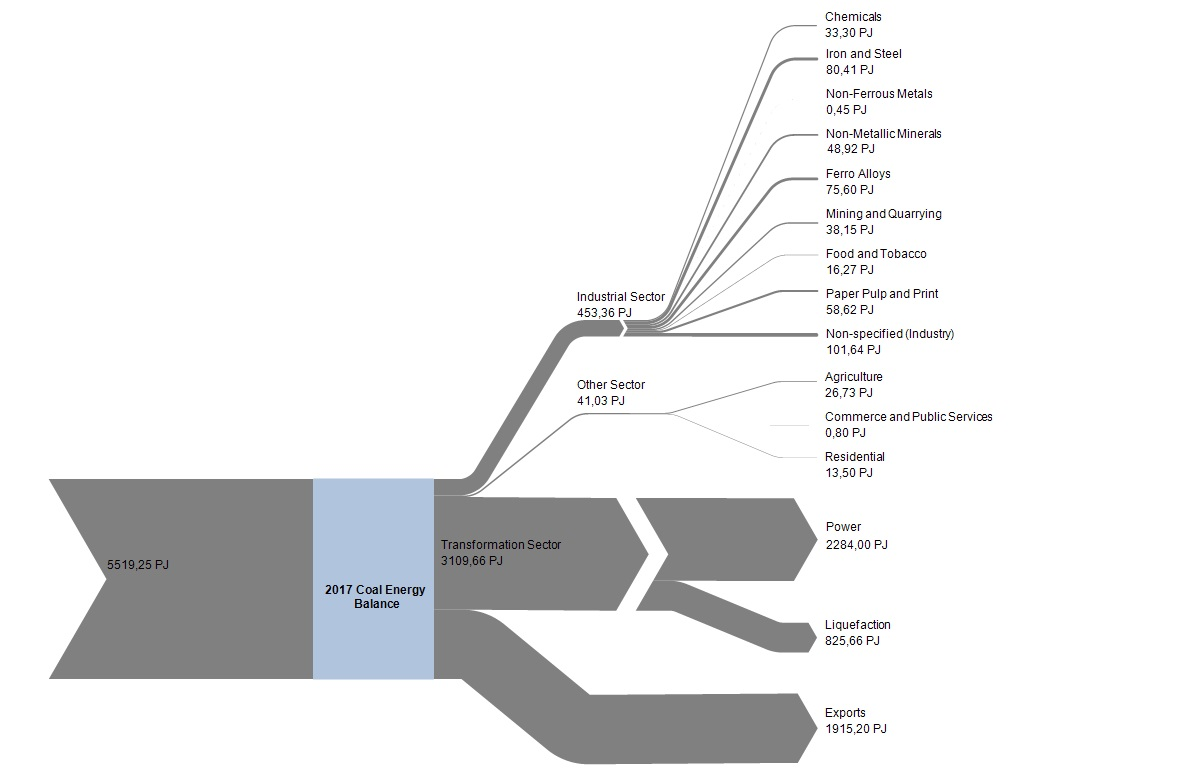 Chemicals
33,30 PJ
Iron and Steel
80,41 PJ
Non-Ferrous Metals
0,45 PJ
Non-Metallic Minerals
48,92 PJ
Ferro Alloys
75,60 PJ
Mining and Quarrying
38,15 PJ
Food and Tobacco
16,27 PJ
Industrial Sector
453,36 PJ
Paper Pulp and Print
58,62 PJ
Non-specified (Industry)
101,64 PJ
Other Sector
41,03 PJ
Agriculture
26,73 PJ
Commerce and Public Services
0,80 PJ
Residential
13,50 PJ
5519,25 PJ
2017 Coal Energy
Balance
Transformation Sector
3109,66 PJ
Power
2284,00 PJ
Liquefaction
825,66 PJ
Exports
1915,20 PJ